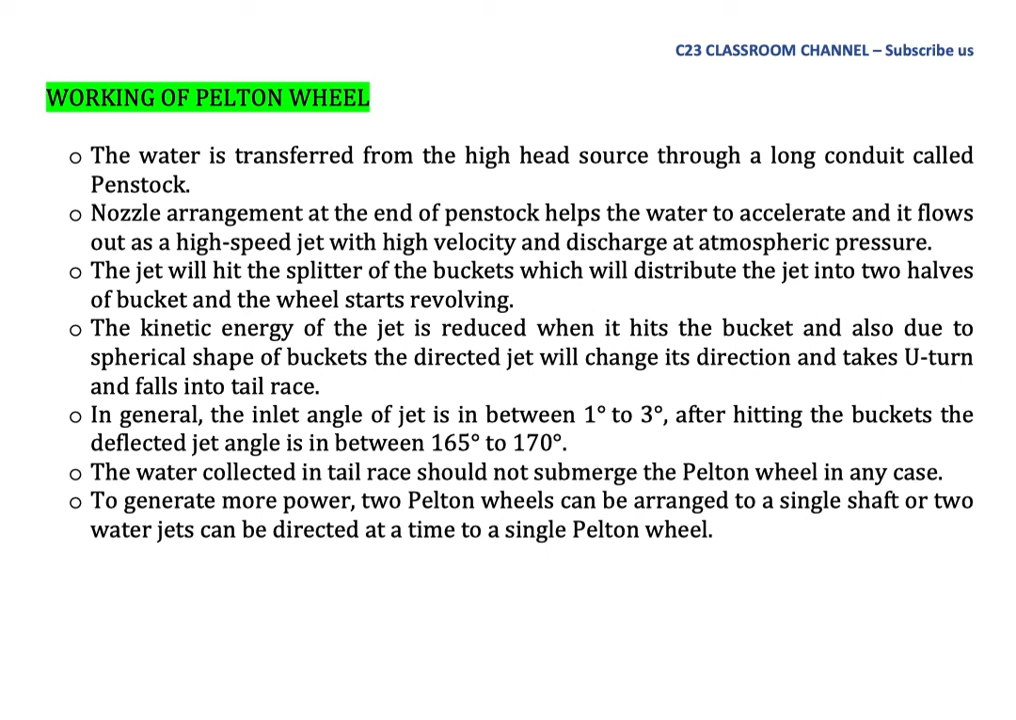 C23 CLASSROOM CHANNEL – Subscribe us
WORKING OF PELTON WHEEL
o The water is transferred from the high head source through a long conduit called
Penstock.
o Nozzle arrangement at the end of penstock helps the water to accelerate and it flows
out as a high-speed jet with high velocity and discharge at atmospheric pressure.
o The jet will hit the splitter of the buckets which will distribute the jet into two halves
of bucket and the wheel starts revolving.
o The kinetic energy of the jet is reduced when it hits the bucket and also due to
spherical shape of buckets the directed jet will change its direction and takes U-turn
and falls into tail race.
o In general, the inlet angle of jet is in between 1° to 3°, after hitting the buckets the
deflected jet angle is in between 165° to 170°.
o The water collected in tail race should not submerge the Pelton wheel in any case.
o To generate more power, two Pelton wheels can be arranged to a single shaft or two
water jets can be directed at a time to a single Pelton wheel.